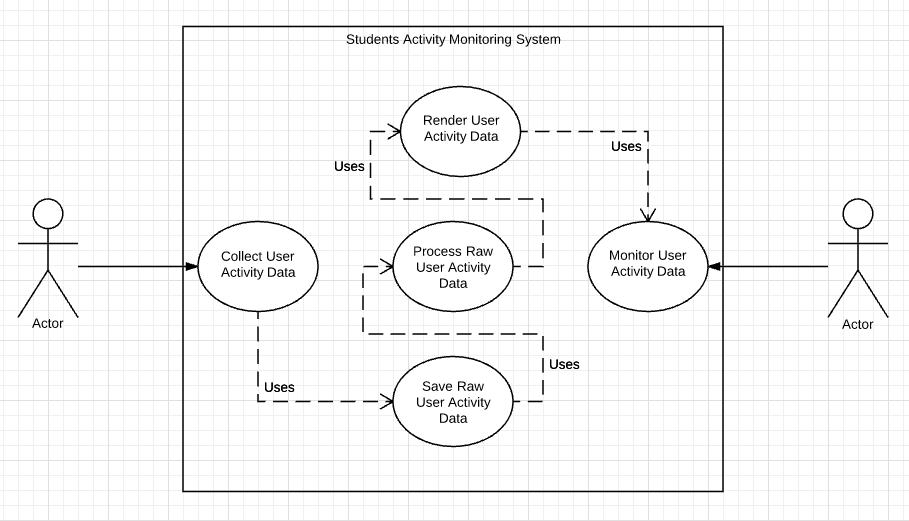 Students Activity Monitoring System
Render User
Activity Data
Uses
Uses
Collect User
Activity Data
Process Raw
User Activity
Data
Monitor User
Activity Data
Actor
Actor
Uses
Uses
Save Raw
User Activity
Data